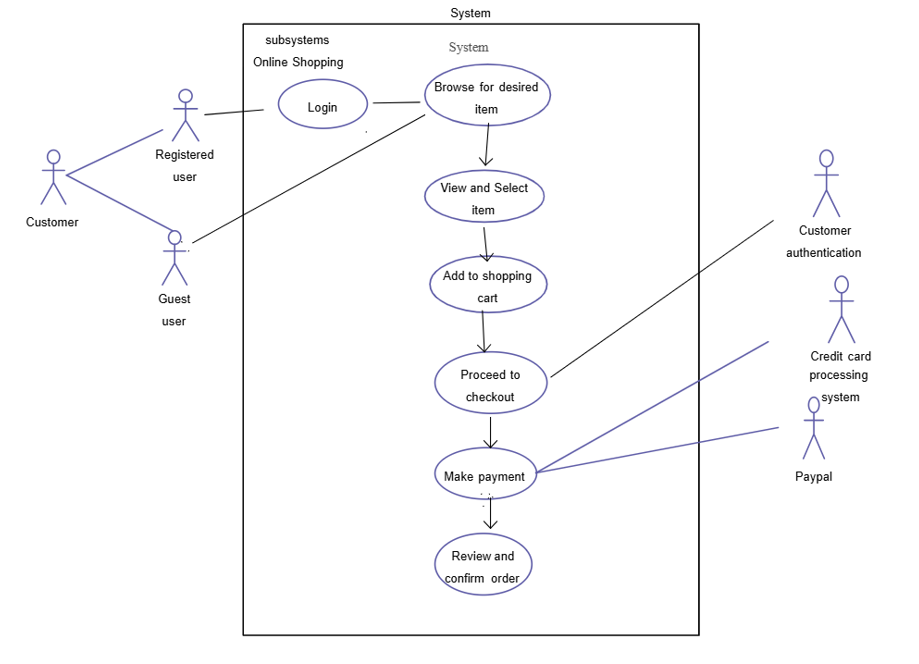 System
subsystems
Online Shopping
System
Login
Browse for desired
item
Registered
user
Customer
Guest
user
View and Select
item
Add to shopping
cart
Proceed to
checkout
Make payment
Review and
confirm order
Customer
authentication
Credit card
processing
system
Paypal